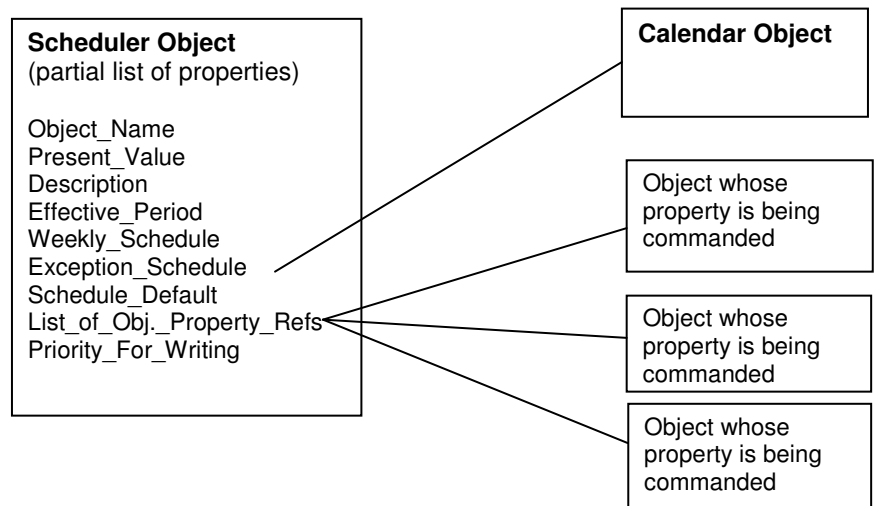 Scheduler Object
(partial list of properties)
Object_Name
Present_Value
Description
Effective_Period
Weekly_Schedule
Exception_Schedule
Schedule_Default
List_of_Obj._Property_Refs
Priority_For_Writing
Calendar Object
Object whose
property is being
commanded
Object whose
property is being
commanded
Object whose
property is being
commanded